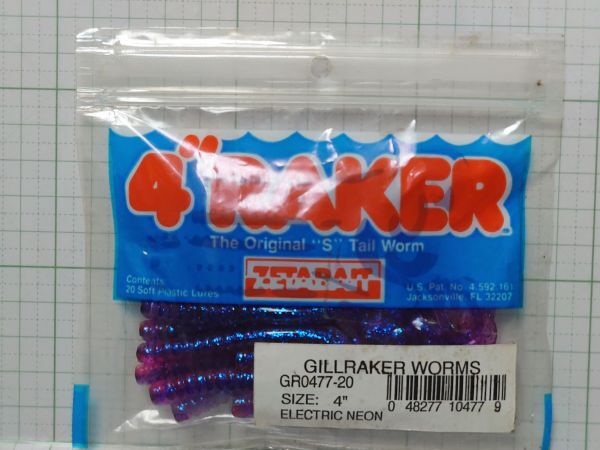 4" RAKER
The Original "S" Tail Worm
ZETABAIT
Contents:
20 Soft Plastic Lures
U.S. Pat. No. 4,592,161
Jacksonville, FL 32207
GILLRAKER WORMS
GR0477-20
SIZE: 4"
ELECTRIC NEON
0 48277 10477 9